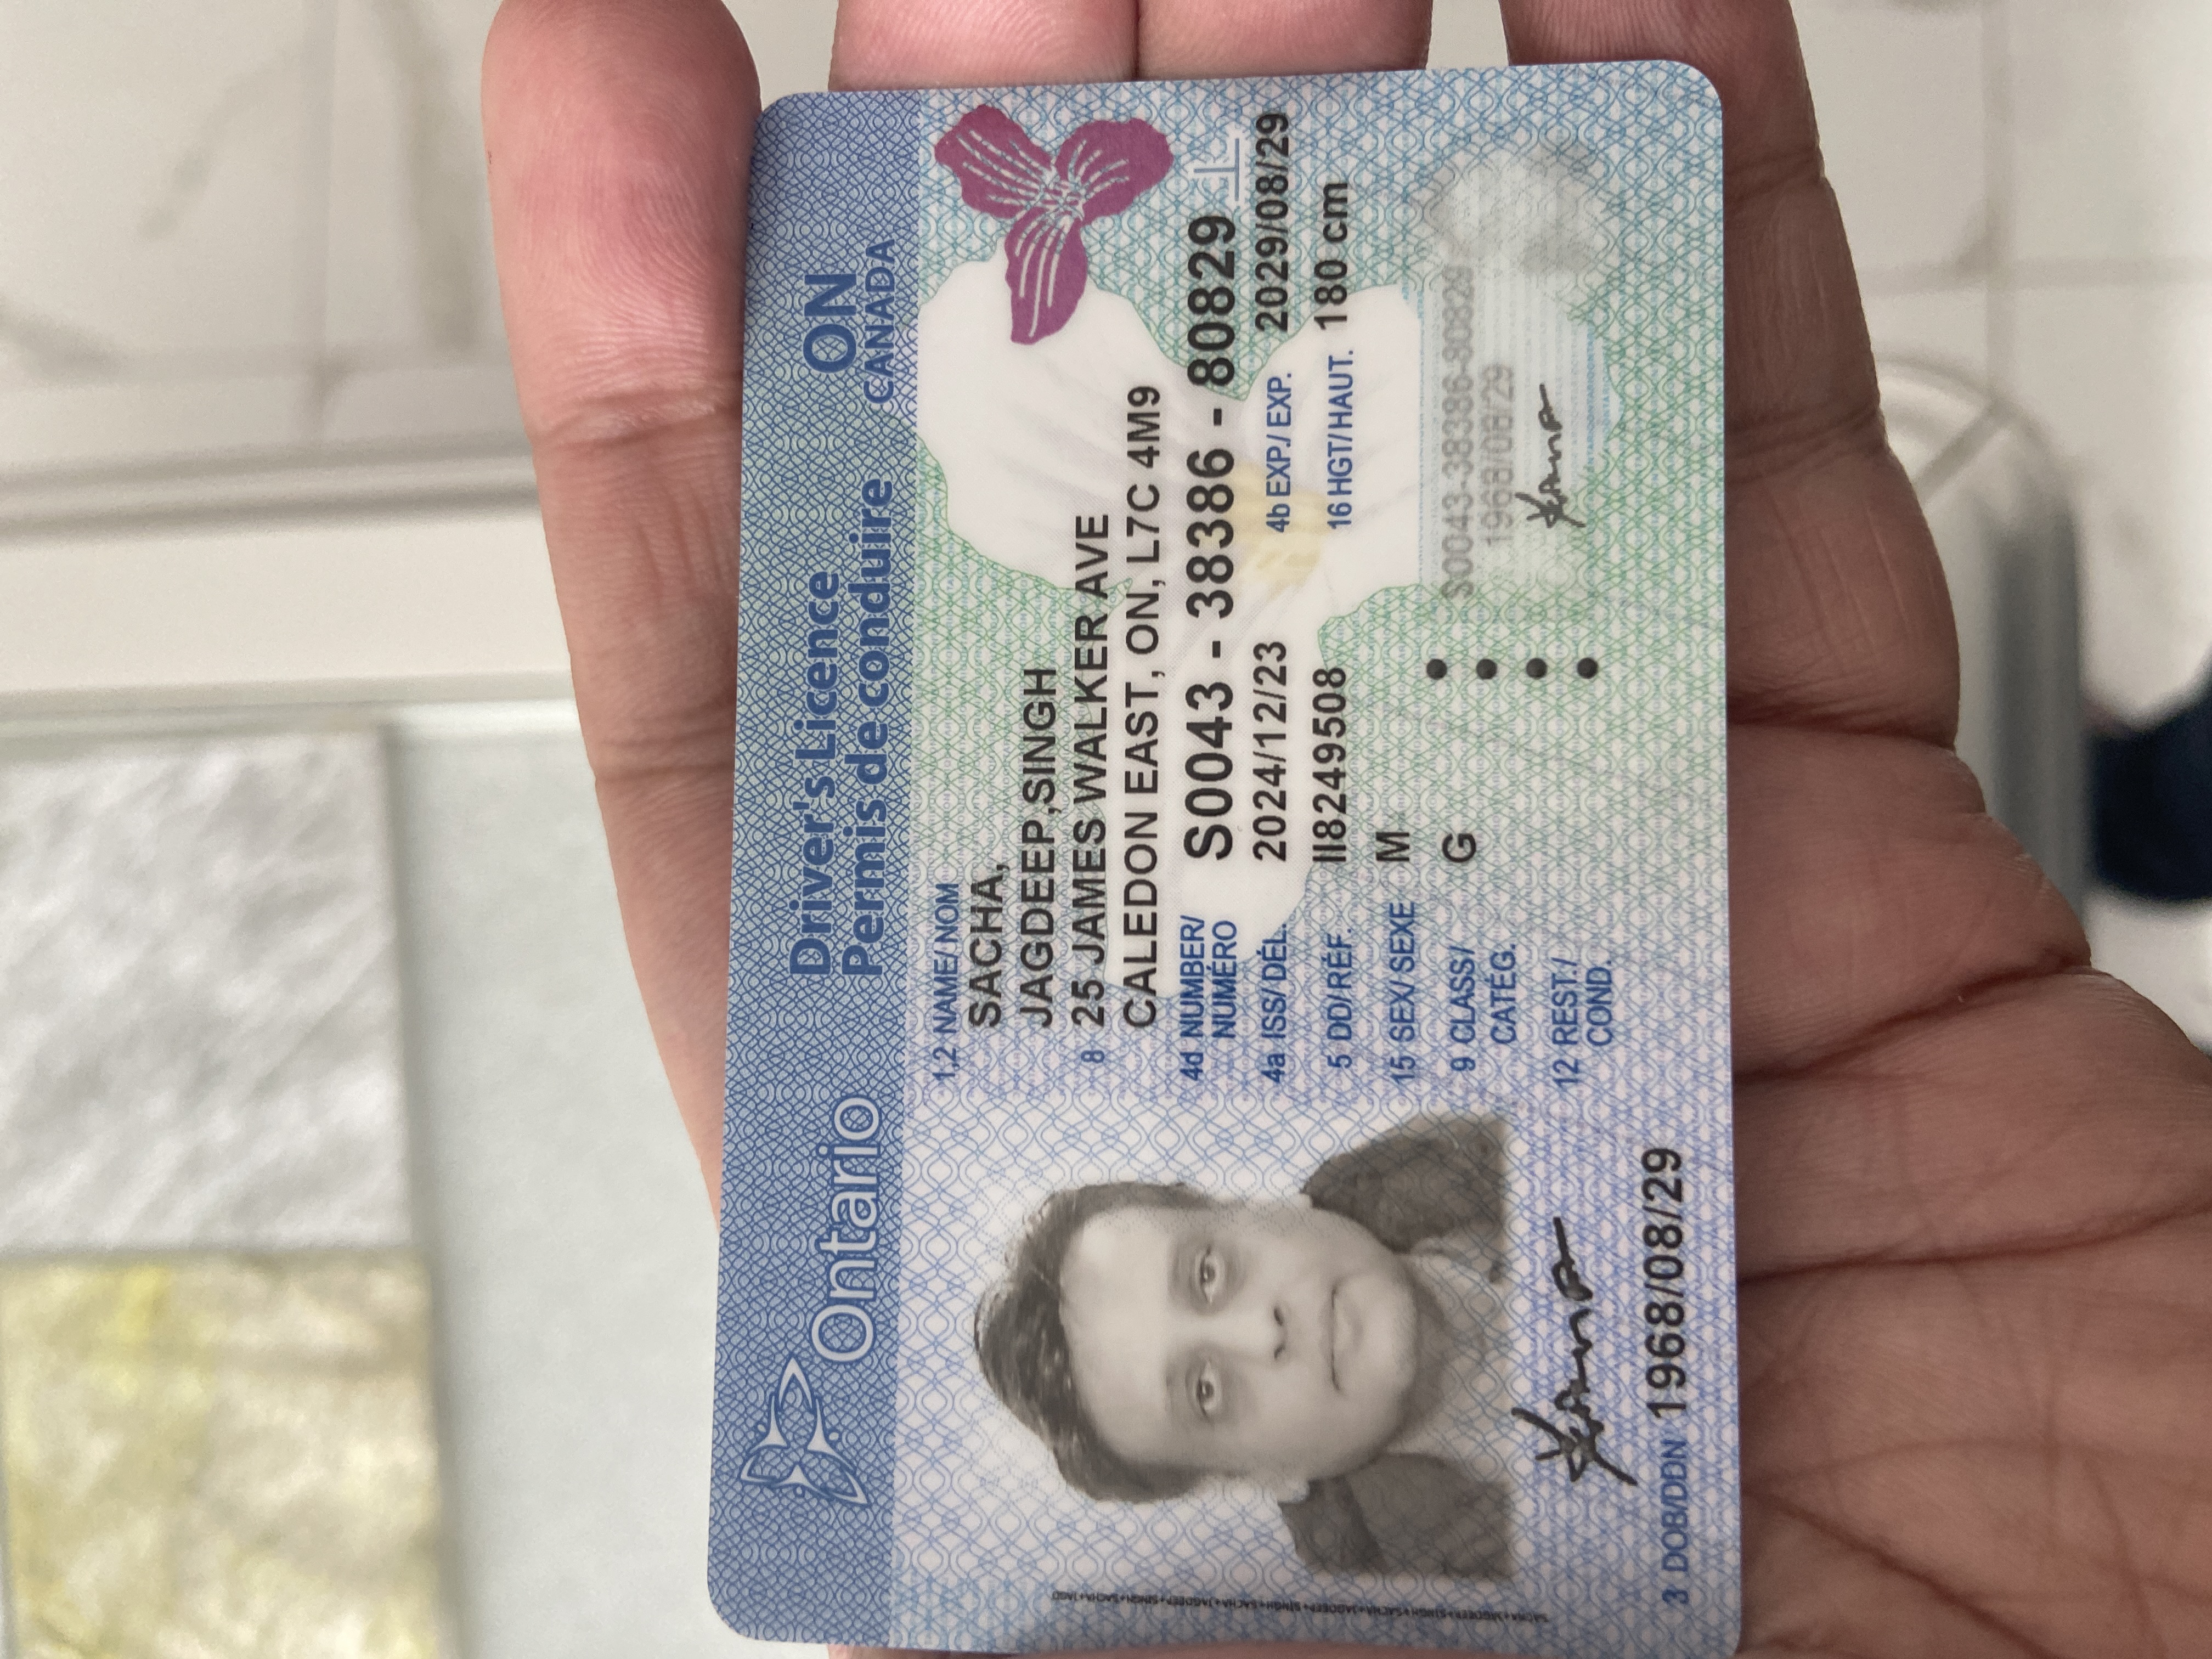 Ontario
Driver's Licence
Permis de conduire
ON
CANADA
1,2 NAME/ NOM
SACHA,
JAGDEEP,SINGH
8 25 JAMES WALKER AVE
CALEDON EAST, ON, L7C 4M9
4d NUMBER/
NUMÉRO
S0043 - 38386 - 80829
4a ISS/ DÉL. 2024/12/23
4b EXP./ EXP. 2029/08/29
5 DD/ RÉF. II8249508
16 HGT/ HAUT. 180 cm
15 SEX/ SEXE M
9 CLASS/
CATÉG.
G
S0043-38386-80829
1968/08/29
12 REST./
COND.
3 DOB/DDN 1968/08/29